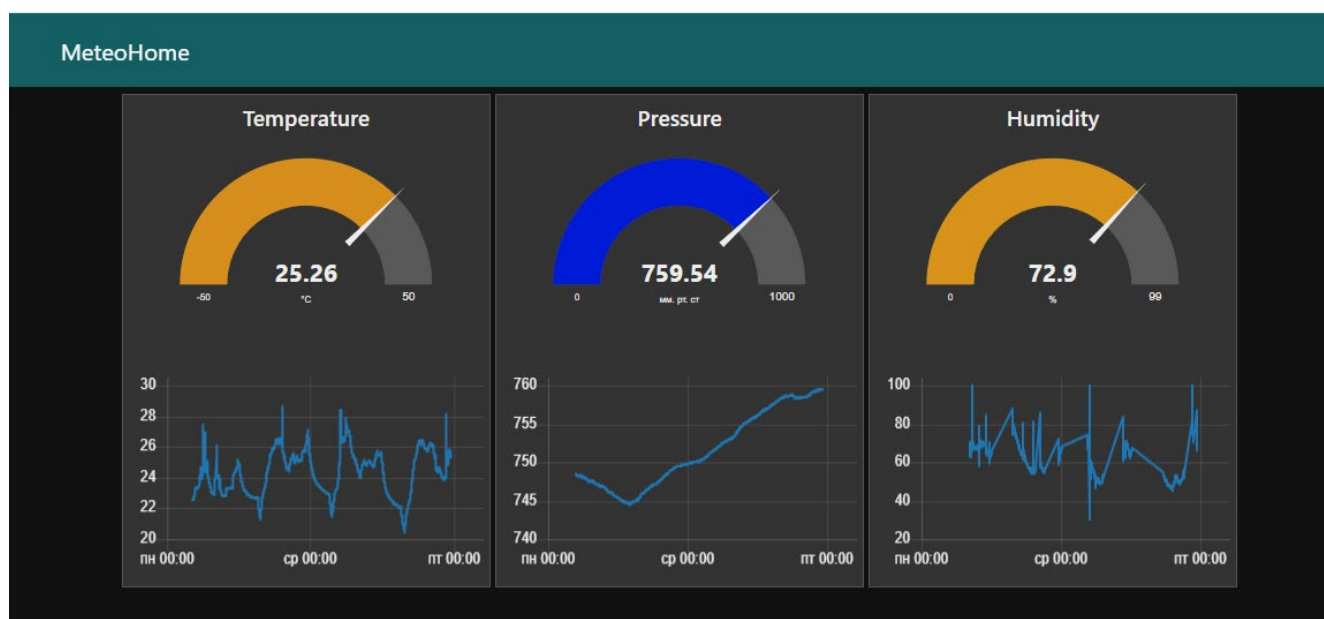 MeteoHome
Temperature
25.26
-50
°C
50
30
28
26
24
22
20
пн 00:00
ср 00:00
пт 00:00
Pressure
759.54
0
мм. рт. ст
1000
760
755
750
745
740
пн 00:00
ср 00:00
пт 00:00
Humidity
72.9
0
%
99
100
80
60
40
20
пн 00:00
ср 00:00
пт 00:00